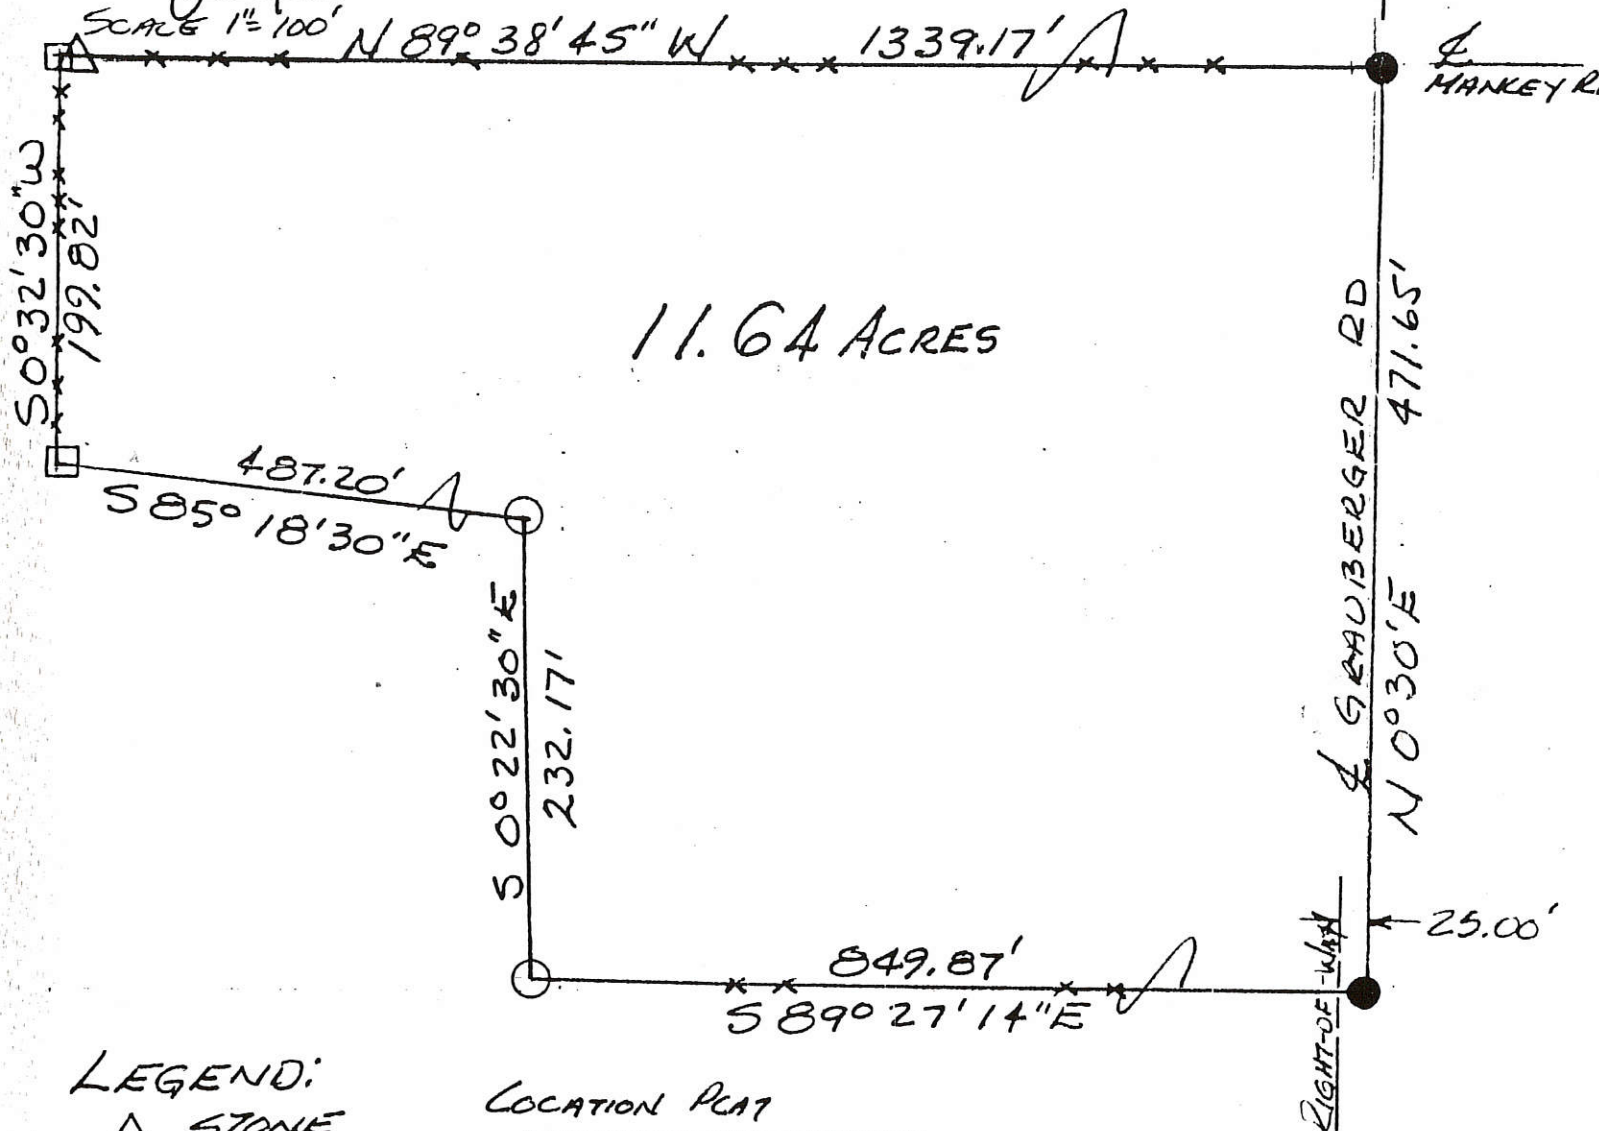 SCALE 1"=100'
N 89° 38' 45" W 1339.17'
℄
MANKEY R
S 0° 32' 30" W
199.82'
11.64 ACRES
℄ GRAUBERGER RD
471.65'
N 0° 30' E
487.20'
S 85° 18' 30" E
S 0° 22' 30" E
232.17'
25.00'
RIGHT-OF-WAY
849.87'
S 89° 27' 14" E
LEGEND:
△ STONE
LOCATION PLAT